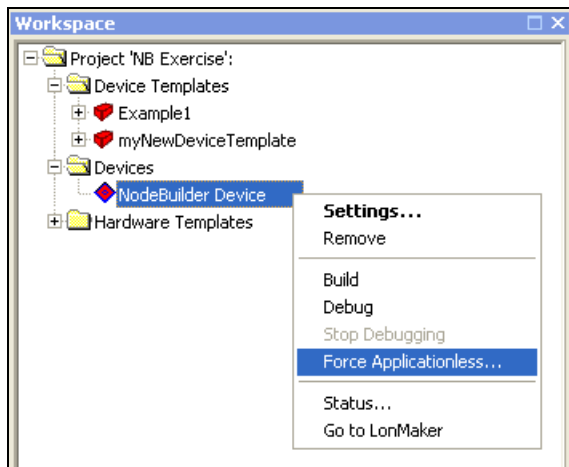 Workspace
Project 'NB Exercise':
Device Templates
Example1
myNewDeviceTemplate
Devices
NodeBuilder Device
Hardware Templates
Settings...
Remove
Build
Debug
Stop Debugging
Force Applicationless...
Status...
Go to LonMaker